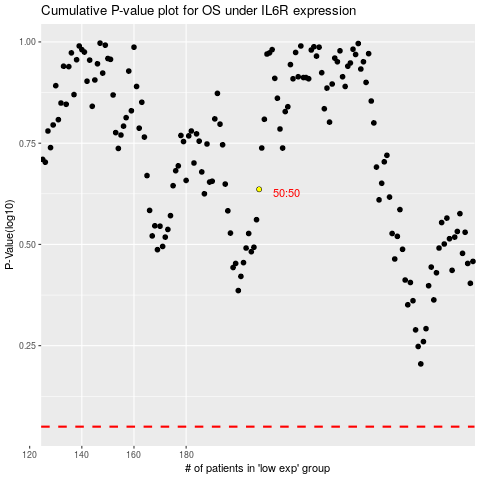 Cumulative P-value plot for OS under IL6R expression
1.00
0.75
0.50
0.25
P-Value(log10)
50:50
120 140 160 180
# of patients in 'low exp' group